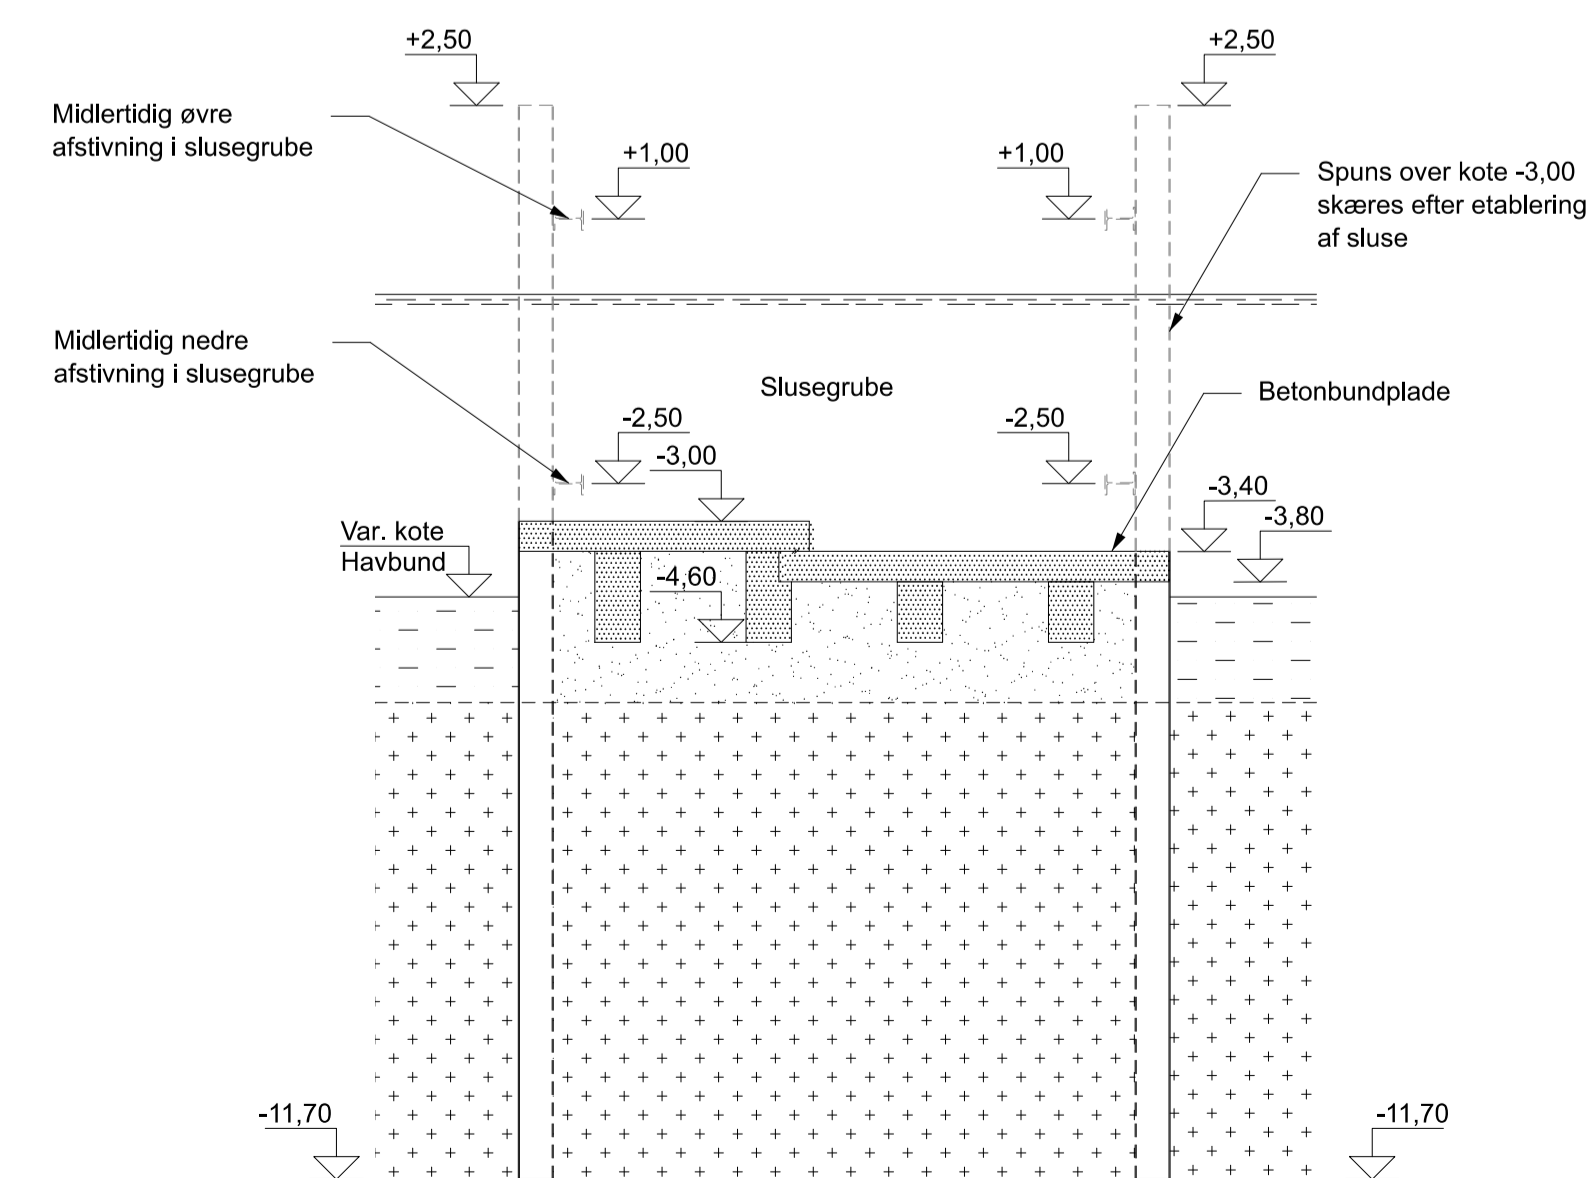 +2,50
+2,50
Midlertidig øvre
afstivning i slusegrube
+1,00
+1,00
Spuns over kote -3,00
skæres efter etablering
af sluse
Midlertidig nedre
afstivning i slusegrube
Slusegrube
Betonbundplade
-2,50
-2,50
-3,00
-3,40
-3,80
Var. kote
Havbund
-4,60
-11,70
-11,70